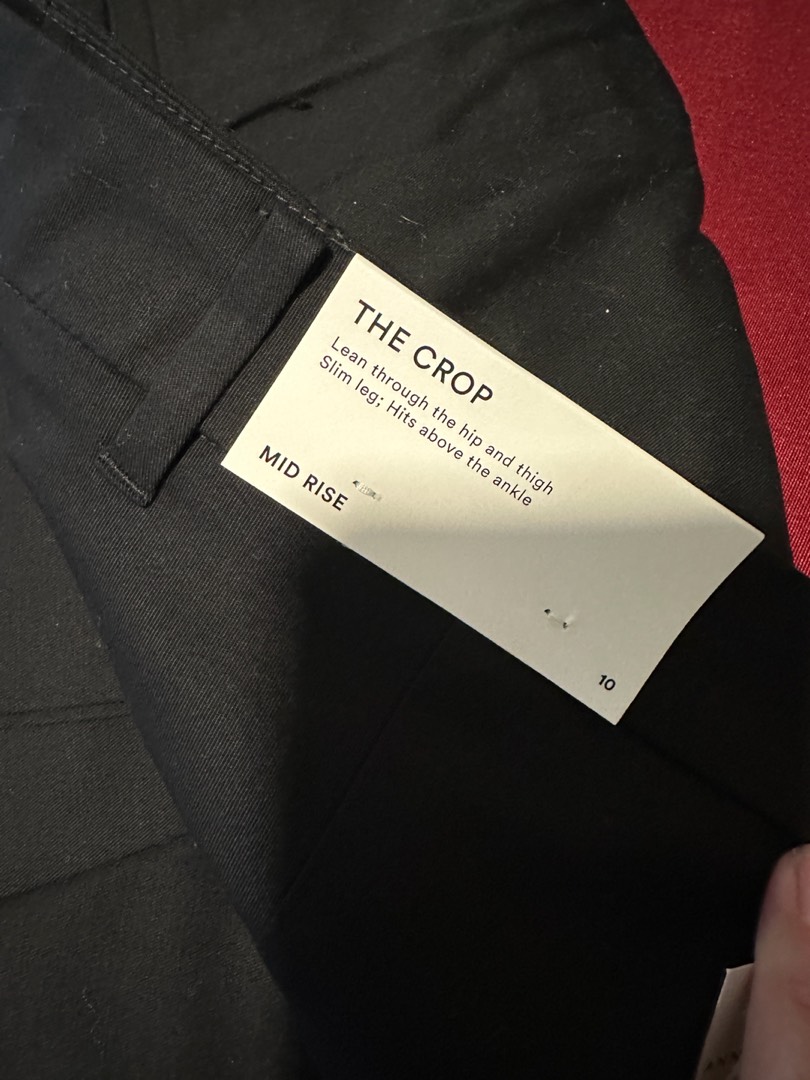 THE CROP
Lean through the hip and thigh
Slim leg; Hits above the ankle
MID RISE
10